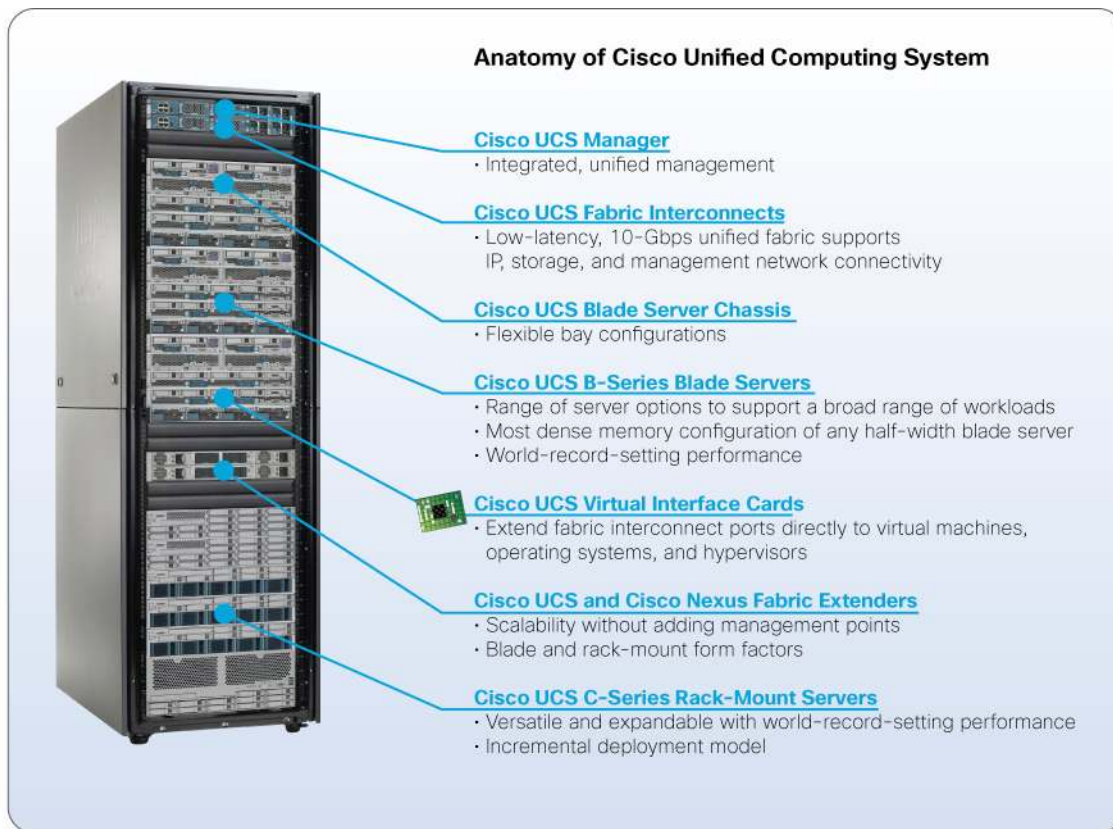 Anatomy of Cisco Unified Computing System
Cisco UCS Manager
· Integrated, unified management
Cisco UCS Fabric Interconnects
· Low-latency, 10-Gbps unified fabric supports
IP, storage, and management network connectivity
Cisco UCS Blade Server Chassis
· Flexible bay configurations
Cisco UCS B-Series Blade Servers
· Range of server options to support a broad range of workloads
· Most dense memory configuration of any half-width blade server
· World-record-setting performance
Cisco UCS Virtual Interface Cards
· Extend fabric interconnect ports directly to virtual machines,
operating systems, and hypervisors
Cisco UCS and Cisco Nexus Fabric Extenders
· Scalability without adding management points
· Blade and rack-mount form factors
Cisco UCS C-Series Rack-Mount Servers
· Versatile and expandable with world-record-setting performance
· Incremental deployment model